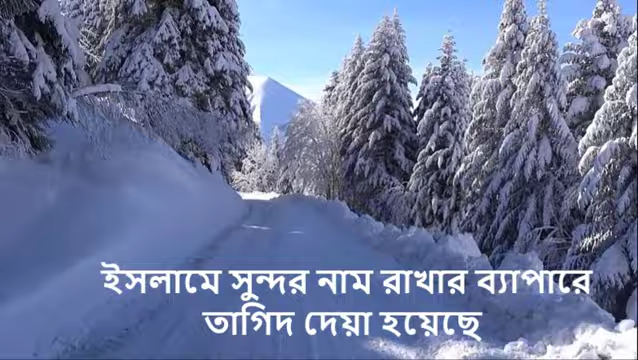 ইসলামে সুন্দর নাম রাখার ব্যাপারে
তাগিদ দেয়া হয়েছে